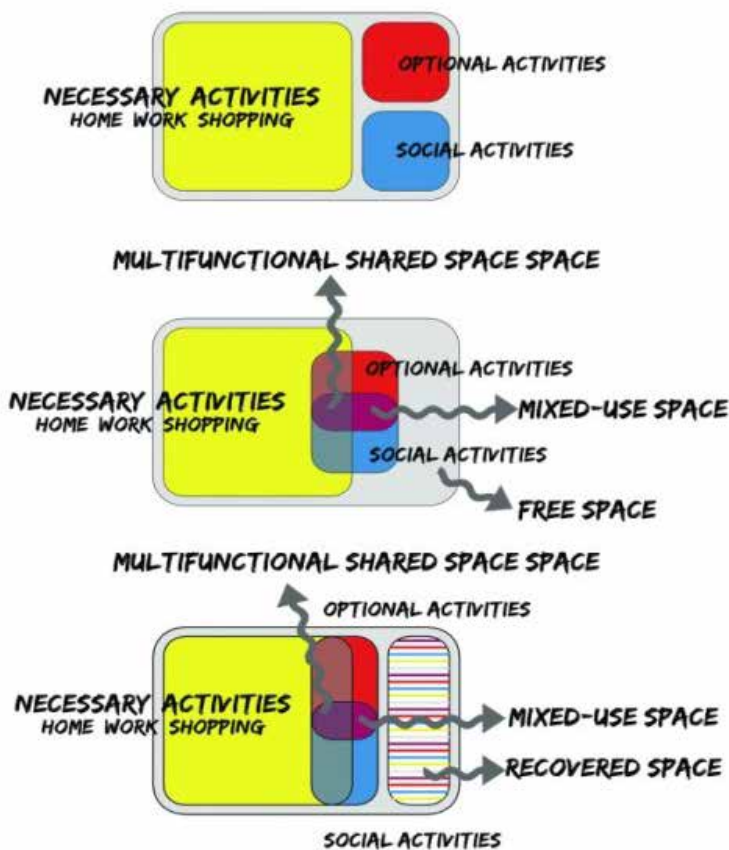 OPTIONAL ACTIVITIES
NECESSARY ACTIVITIES
HOME WORK SHOPPING
SOCIAL ACTIVITIES
MULTIFUNCTIONAL SHARED SPACE SPACE
OPTIONAL ACTIVITIES
NECESSARY ACTIVITIES
HOME WORK SHOPPING
MIXED-USE SPACE
SOCIAL ACTIVITIES
FREE SPACE
MULTIFUNCTIONAL SHARED SPACE SPACE
OPTIONAL ACTIVITIES
NECESSARY ACTIVITIES
HOME WORK SHOPPING
MIXED-USE SPACE
RECOVERED SPACE
SOCIAL ACTIVITIES